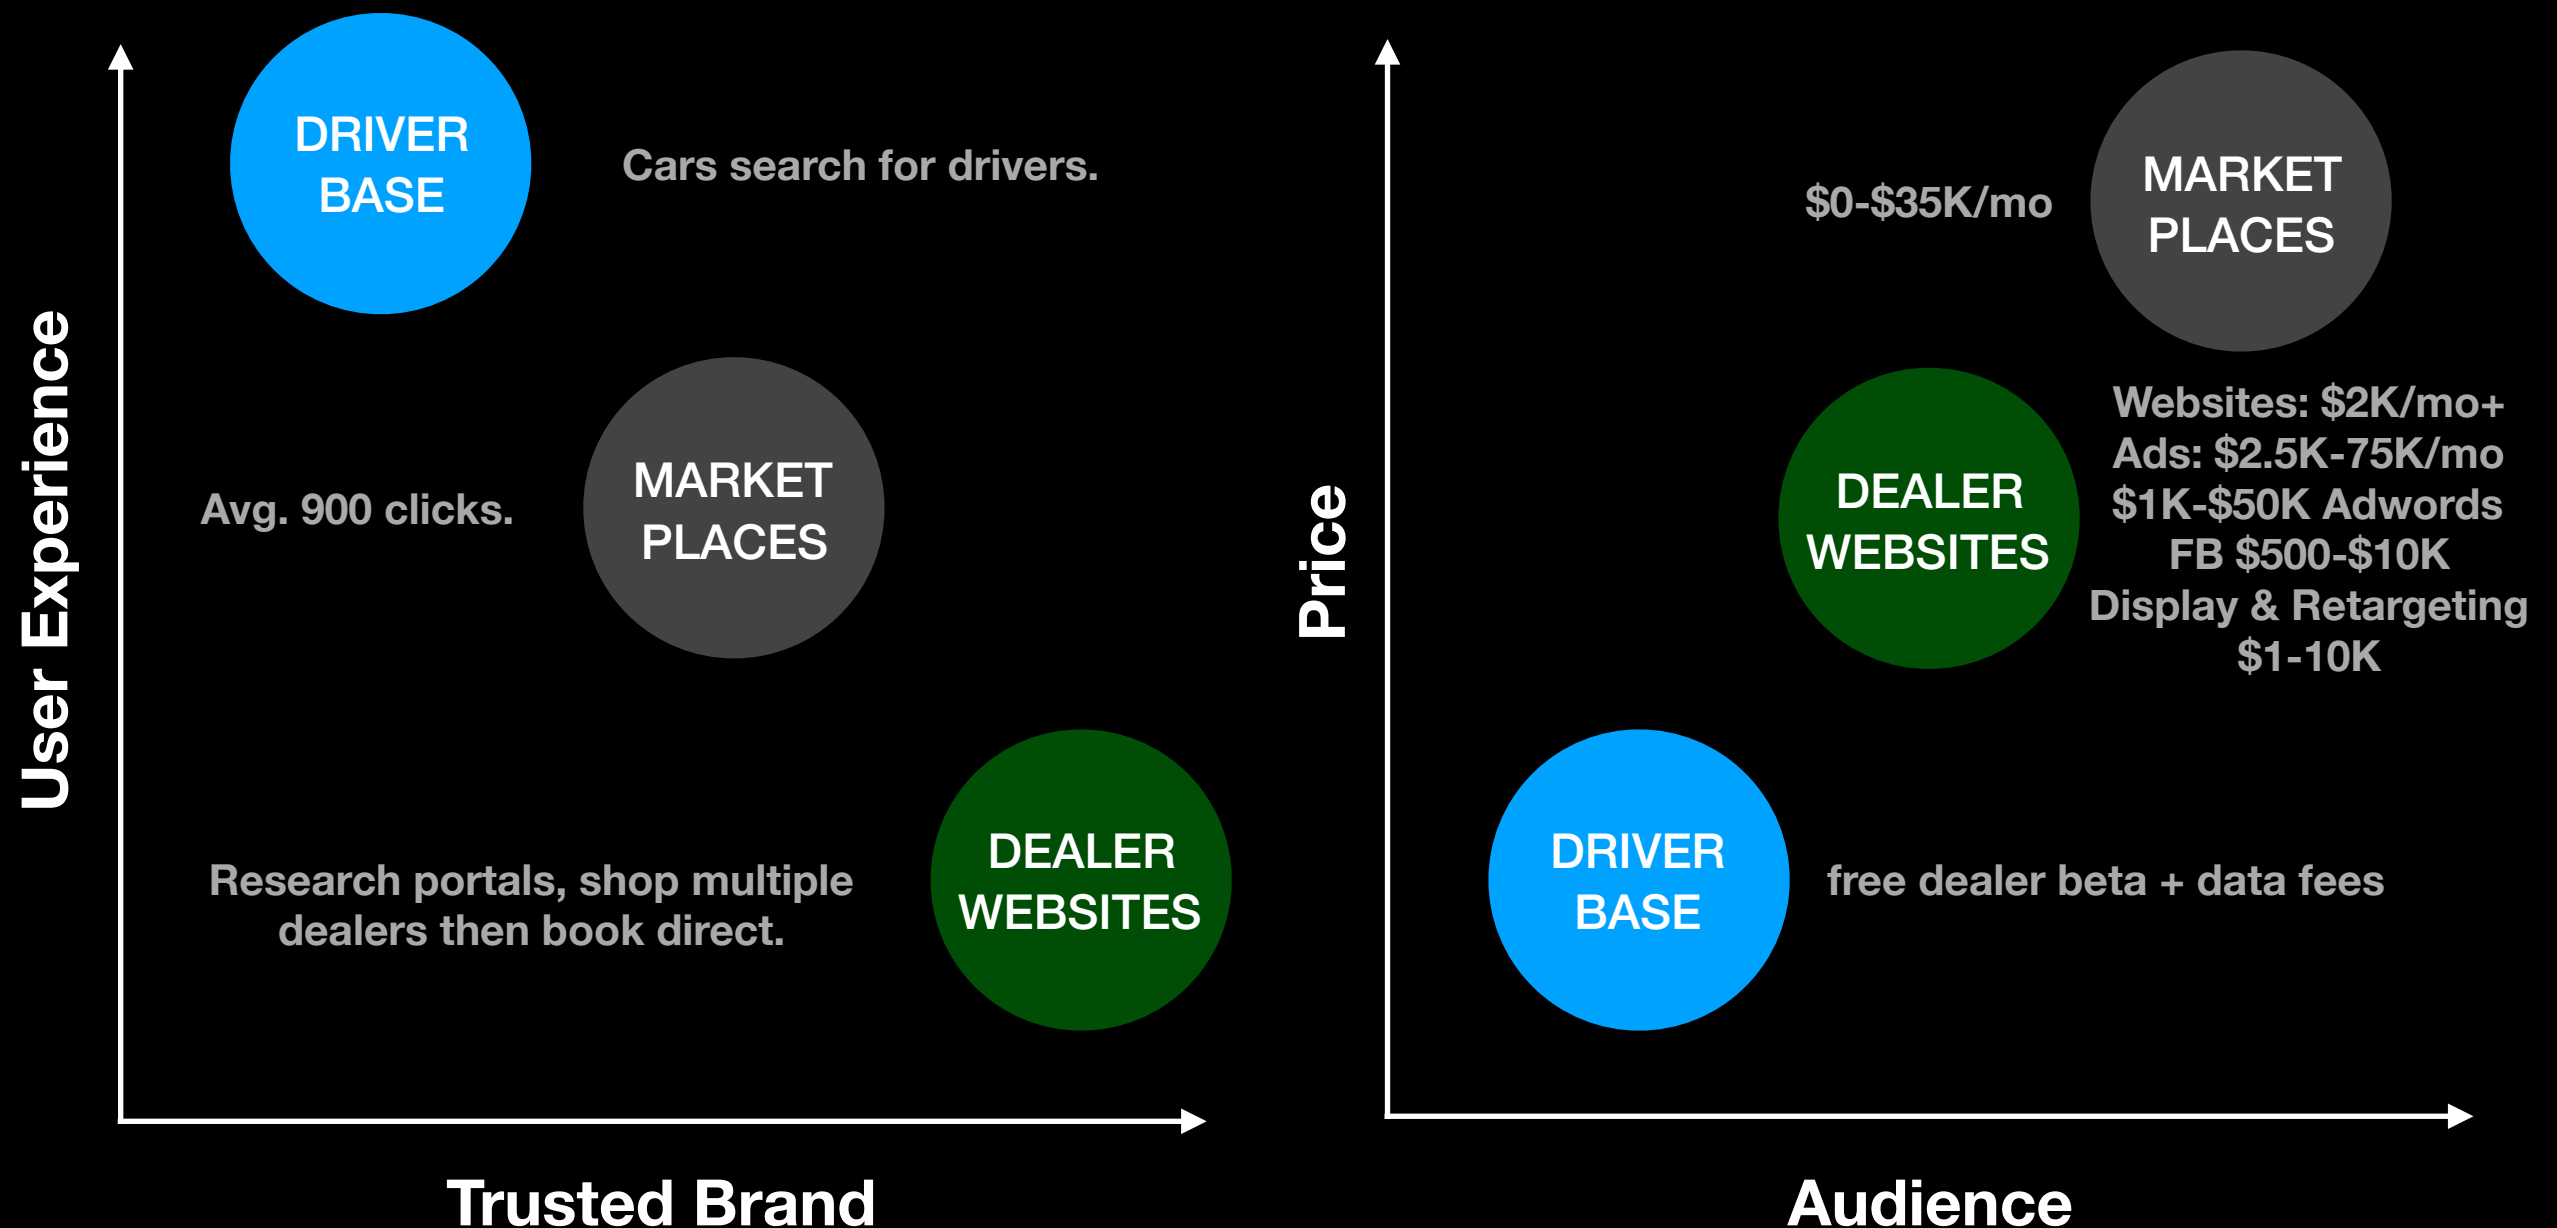 User Experience
DRIVER
BASE
Cars search for drivers.
Avg. 900 clicks.
MARKET
PLACES
Research portals, shop multiple
dealers then book direct.
DEALER
WEBSITES
Trusted Brand
Price
$0-$35K/mo
MARKET
PLACES
DEALER
WEBSITES
Websites: $2K/mo+
Ads: $2.5K-75K/mo
$1K-$50K Adwords
FB $500-$10K
Display & Retargeting
$1-10K
DRIVER
BASE
free dealer beta + data fees
Audience